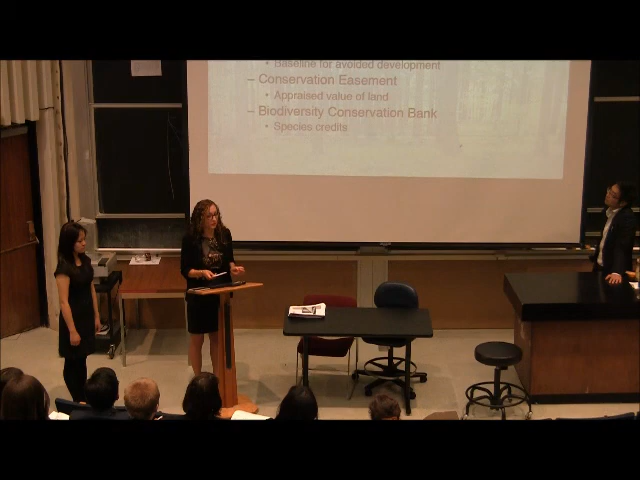 • Baseline for avoided development
– Conservation Easement
• Appraised value of land
– Biodiversity Conservation Bank
• Species credits